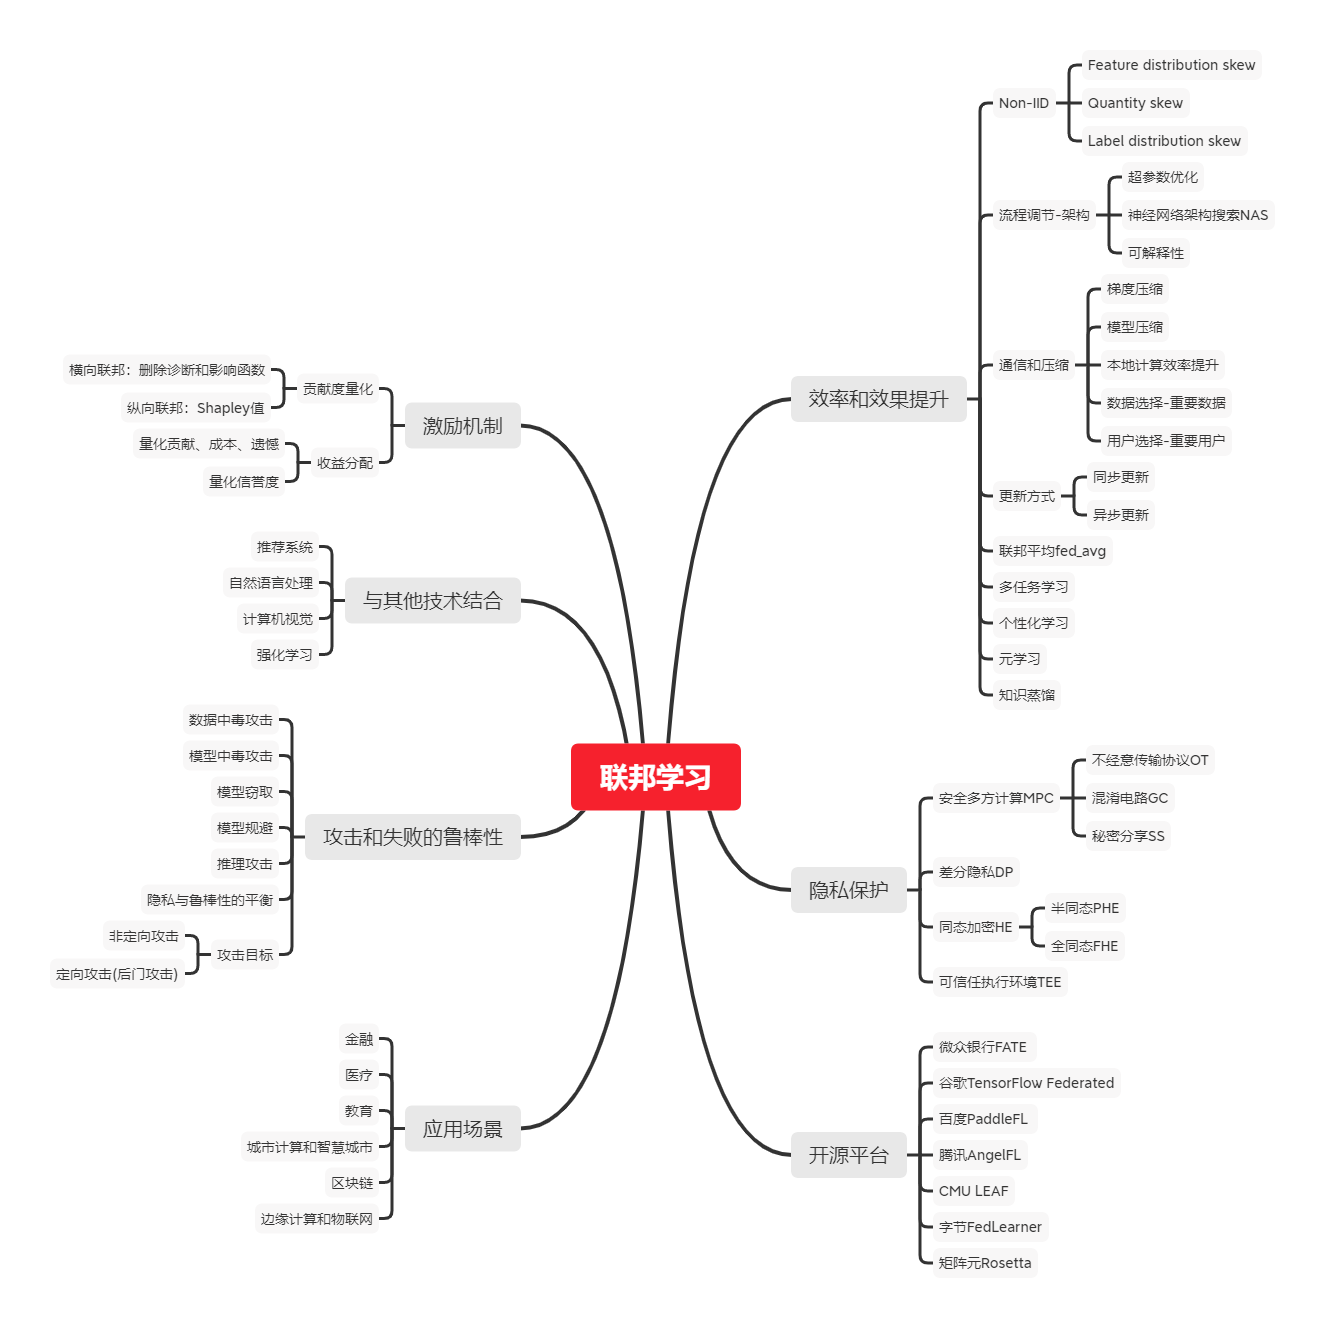 联邦学习
效率和效果提升
Non-IID
Feature distribution skew
Quantity skew
Label distribution skew
流程调节-架构
超参数优化
神经网络架构搜索NAS
可解释性
通信和压缩
梯度压缩
模型压缩
本地计算效率提升
数据选择-重要数据
用户选择-重要用户
更新方式
同步更新
异步更新
联邦平均fed_avg
多任务学习
个性化学习
元学习
知识蒸馏
隐私保护
安全多方计算MPC
不经意传输协议OT
混淆电路GC
秘密分享SS
差分隐私DP
同态加密HE
半同态PHE
全同态FHE
可信任执行环境TEE
开源平台
微众银行FATE
谷歌TensorFlow Federated
百度PaddleFL
腾讯AngelFL
CMU LEAF
字节FedLearner
矩阵元Rosetta
激励机制
贡献度量化
横向联邦：删除诊断和影响函数
纵向联邦：Shapley值
收益分配
量化贡献、成本、遗憾
量化信誉度
与其他技术结合
推荐系统
自然语言处理
计算机视觉
强化学习
攻击和失败的鲁棒性
数据中毒攻击
模型中毒攻击
模型窃取
模型规避
推理攻击
隐私与鲁棒性的平衡
攻击目标
非定向攻击
定向攻击(后门攻击)
应用场景
金融
医疗
教育
城市计算和智慧城市
区块链
边缘计算和物联网